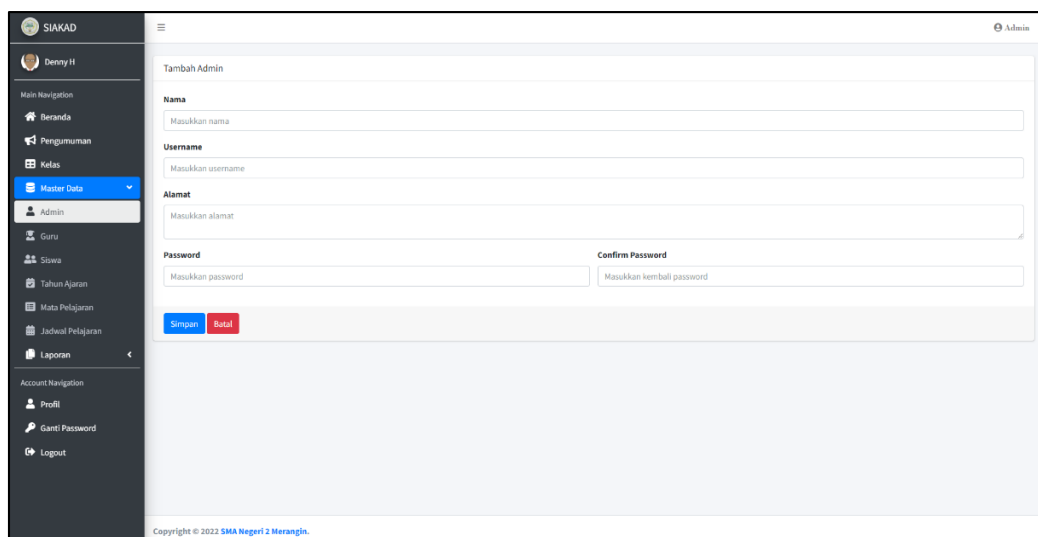 SIAKAD
Admin
Denny H
Main Navigation
Beranda
Pengumuman
Kelas
Master Data
Admin
Guru
Siswa
Tahun Ajaran
Mata Pelajaran
Jadwal Pelajaran
Laporan
Account Navigation
Profil
Ganti Password
Logout
Tambah Admin
Nama
Masukkan nama
Username
Masukkan username
Alamat
Masukkan alamat
Password
Confirm Password
Masukkan password
Masukkan kembali password
Simpan
Batal
Copyright © 2022 SMA Negeri 2 Merangin.